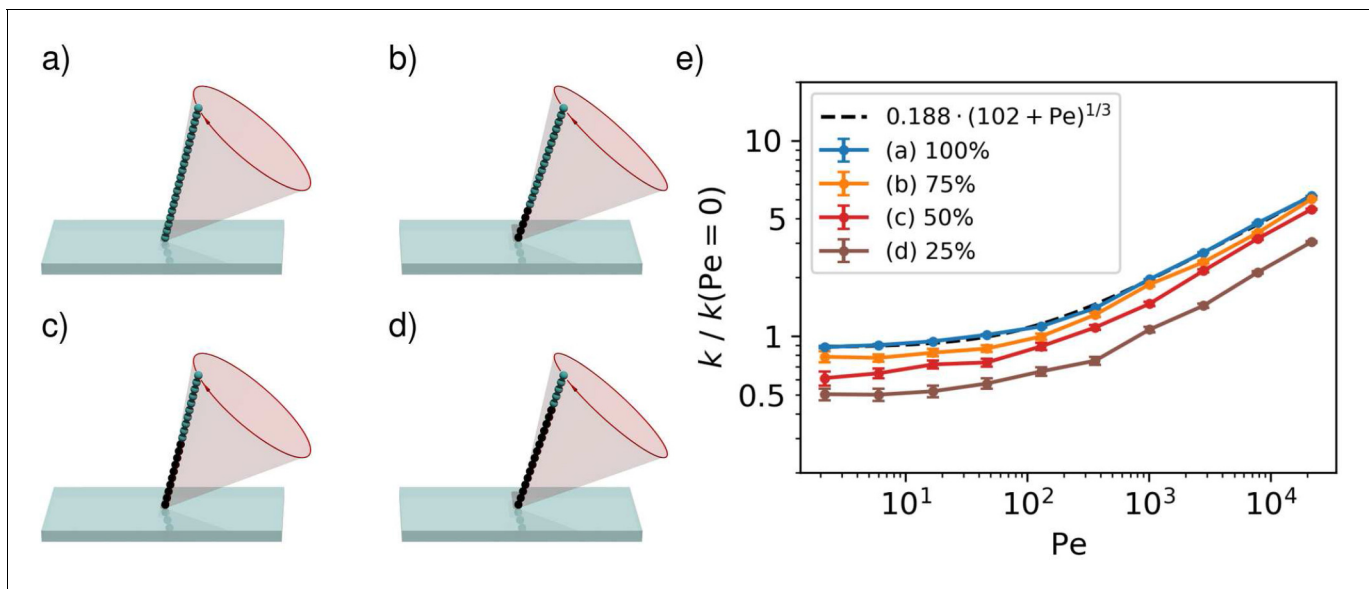 a)
b)
c)
d)
e)
0.188 · (102 + Pe)^{1/3}
(a) 100%
(b) 75%
(c) 50%
(d) 25%
10
5
1
0.5
k / k(Pe = 0)
10^1
10^2
10^3
10^4
Pe